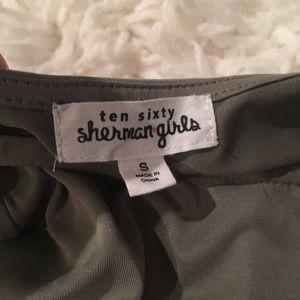 ten sixty
sherman girls
S
MADE IN
CHINA